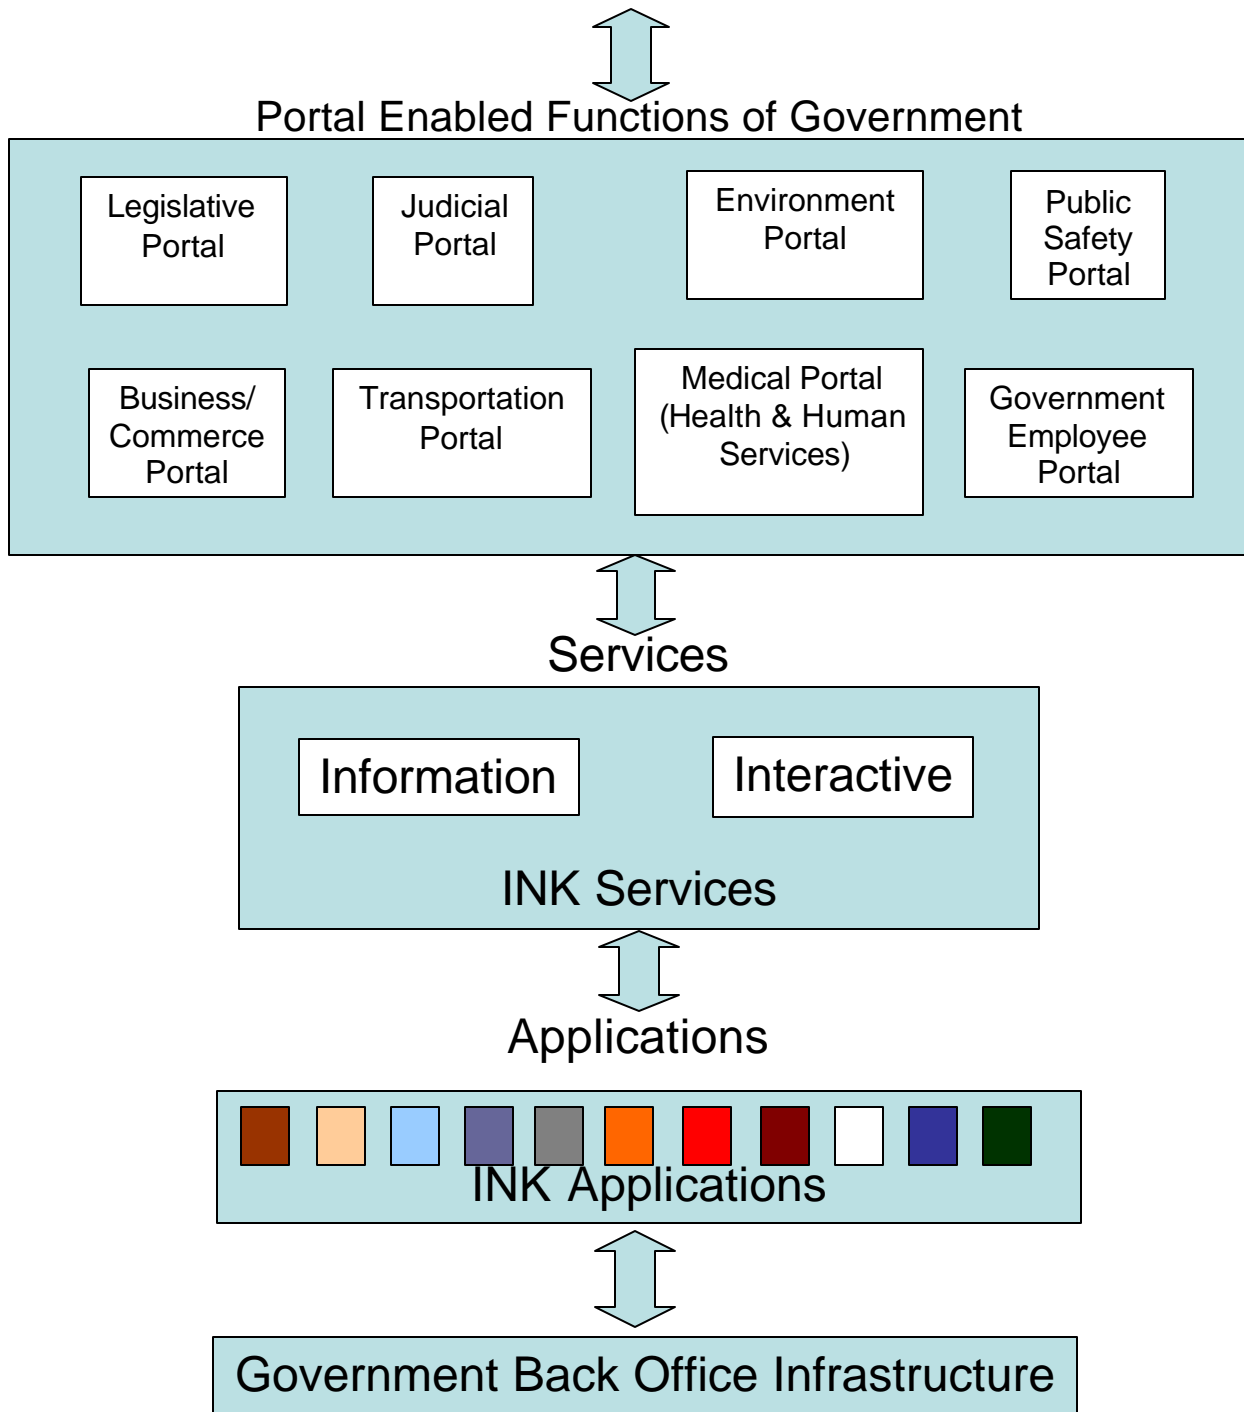 Portal Enabled Functions of Government
Legislative
Portal
Judicial
Portal
Environment
Portal
Public
Safety
Portal
Business/
Commerce
Portal
Transportation
Portal
Medical Portal
(Health & Human
Services)
Government
Employee
Portal
Services
Information
Interactive
INK Services
Applications
INK Applications
Government Back Office Infrastructure